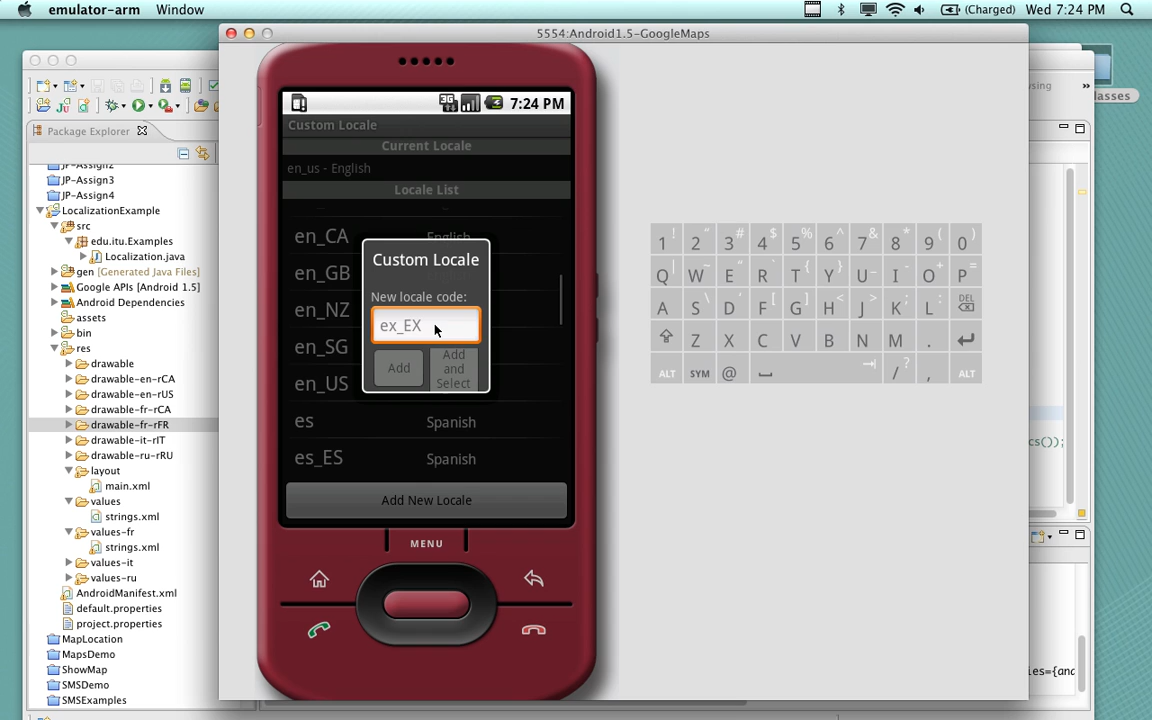 emulator-arm Window (Charged) Wed 7:24 PM
5554:Android1.5-GoogleMaps
Package Explorer
JP-Assign2
JP-Assign3
JP-Assign4
LocalizationExample
src
edu.itu.Examples
Localization.java
gen [Generated Java Files]
Google APIs [Android 1.5]
Android Dependencies
assets
bin
res
drawable
drawable-en-rCA
drawable-en-rUS
drawable-fr-rCA
drawable-fr-rFR
drawable-it-rIT
drawable-ru-rRU
layout
main.xml
values
strings.xml
values-fr
strings.xml
values-it
values-ru
AndroidManifest.xml
default.properties
project.properties
MapLocation
MapsDemo
ShowMap
SMSDemo
SMSExamples
3G 7:24 PM
Custom Locale
Current Locale
en_us - English
Locale List
en_CA English
en_GB
en_NZ
en_SG
en_US
es Spanish
es_ES Spanish
Custom Locale
New locale code:
ex_EX
Add
Add and Select
Add New Locale
MENU
1 ! 2 " 3 # 4 $ 5 % 6 ^ 7 & 8 * 9 ( 0 )
Q | W ~ E " R ` T { Y } U _ I - O + P =
A S \ D ' F [ G ] H < J > K ; L : DEL
Z X C V B N M .
ALT SYM @ / ? , ALT